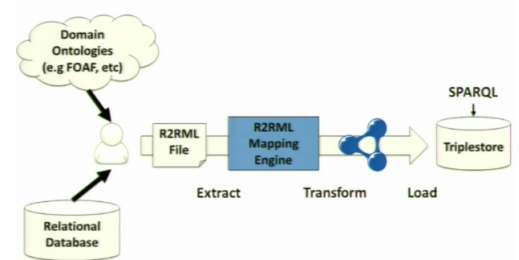 Domain
Ontologies
(e.g FOAF, etc)
SPARQL
R2RML
File
R2RML
Mapping
Engine
Triplestore
Extract
Transform
Load
Relational
Database